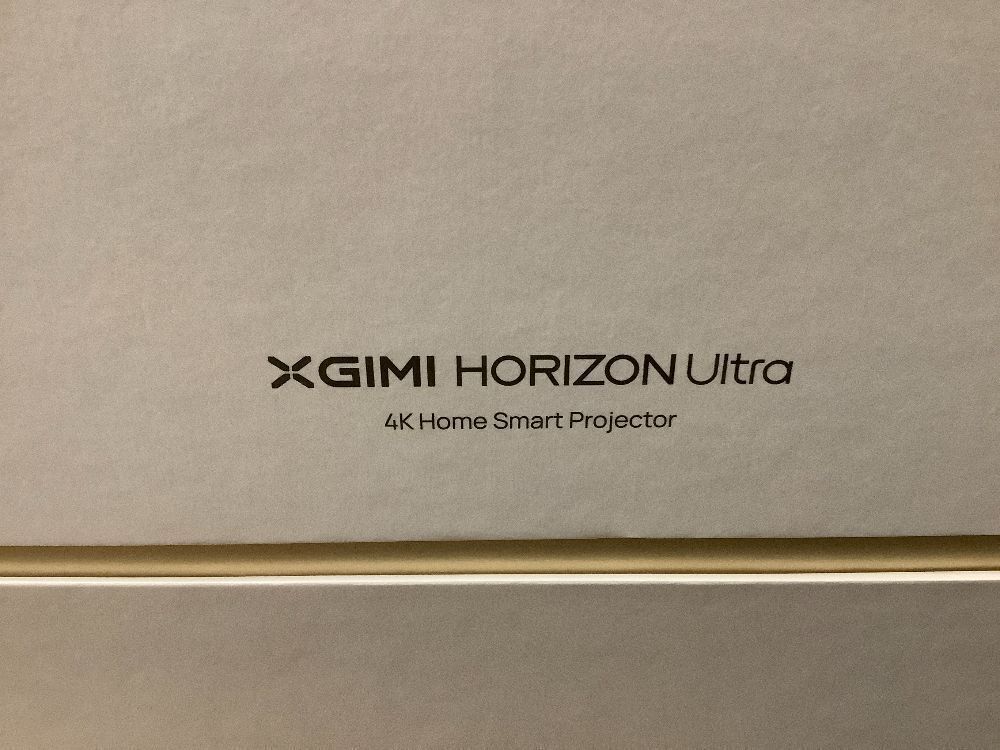 XGIMI HORIZON Ultra
4K Home Smart Projector